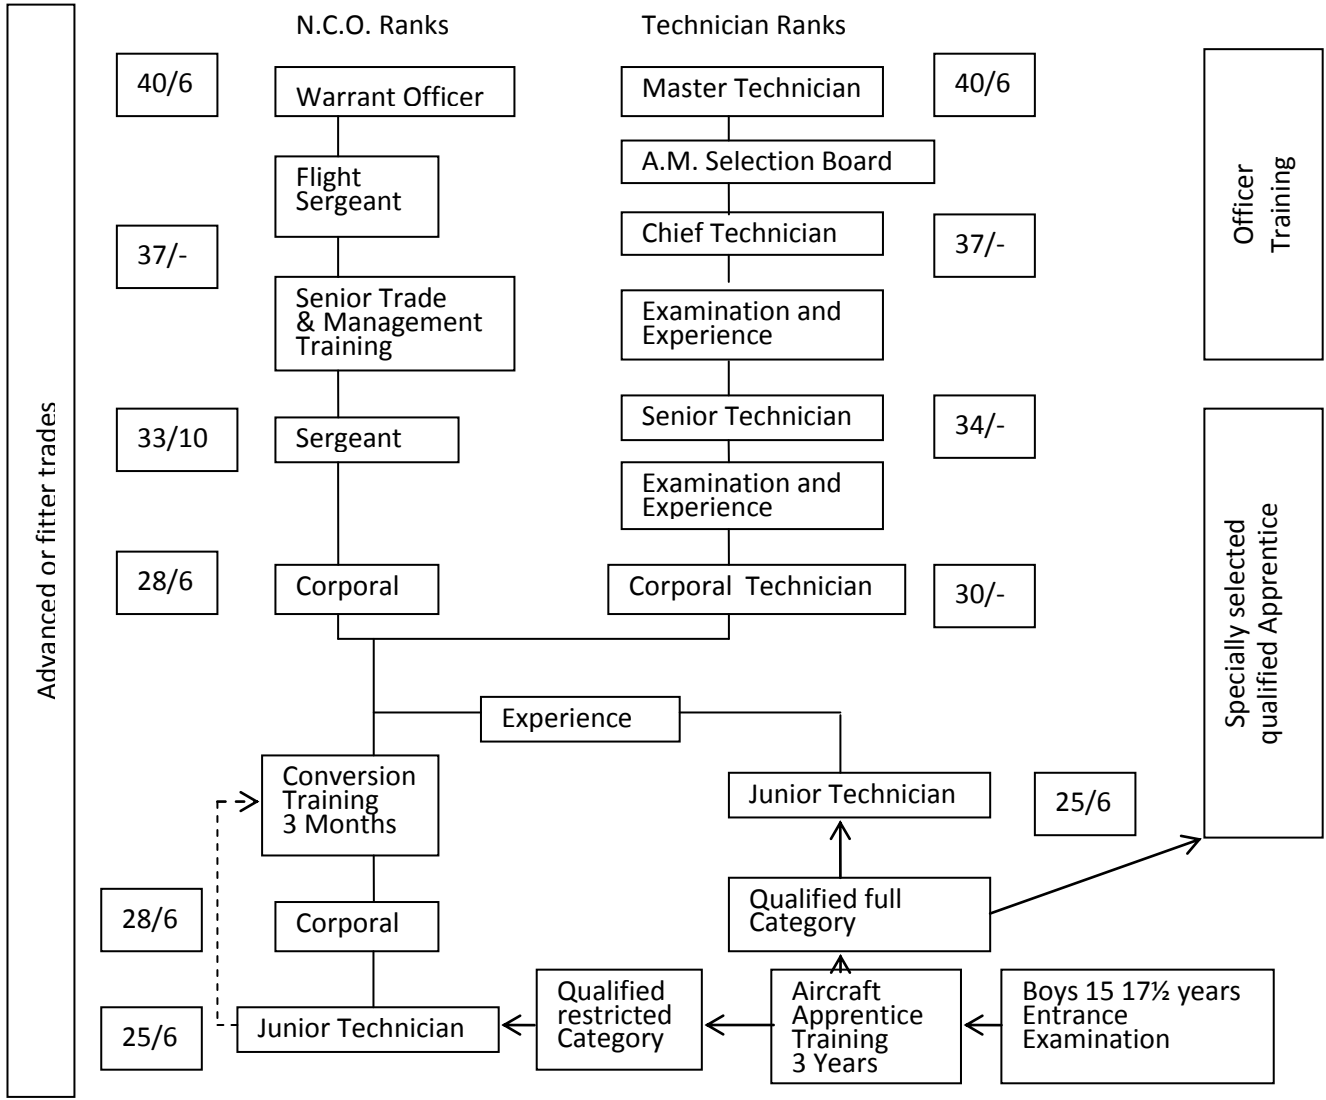 N.C.O. Ranks
Technician Ranks
40/6
Warrant Officer
Master Technician
40/6
A.M. Selection Board
Flight
Sergeant
Chief Technician
37/-
37/-
Senior Trade
& Management
Training
Examination and
Experience
Officer
Training
33/10
Sergeant
Senior Technician
34/-
Examination and
Experience
28/6
Corporal
Corporal Technician
30/-
Advanced or fitter trades
Specially selected
qualified Apprentice
Experience
Conversion
Training
3 Months
Junior Technician
25/6
Qualified full
Category
28/6
Corporal
25/6
Junior Technician
Qualified
restricted
Category
Aircraft
Apprentice
Training
3 Years
Boys 15 17½ years
Entrance
Examination